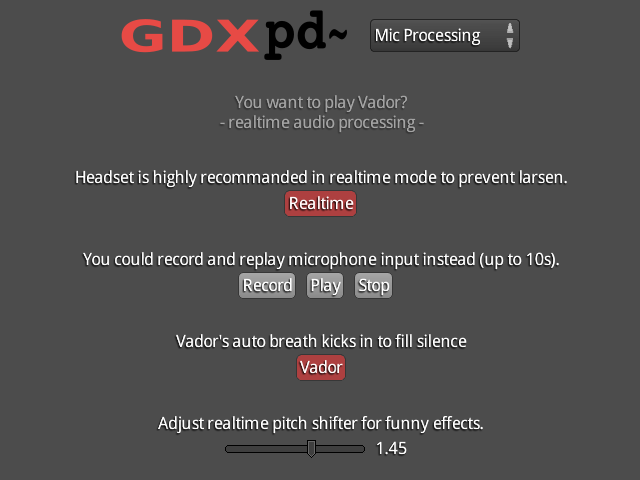 GDXpd~ Mic Processing
You want to play Vador?
- realtime audio processing -
Headset is highly recommanded in realtime mode to prevent larsen.
Realtime
You could record and replay microphone input instead (up to 10s).
Record Play Stop
Vador's auto breath kicks in to fill silence
Vador
Adjust realtime pitch shifter for funny effects.
1.45